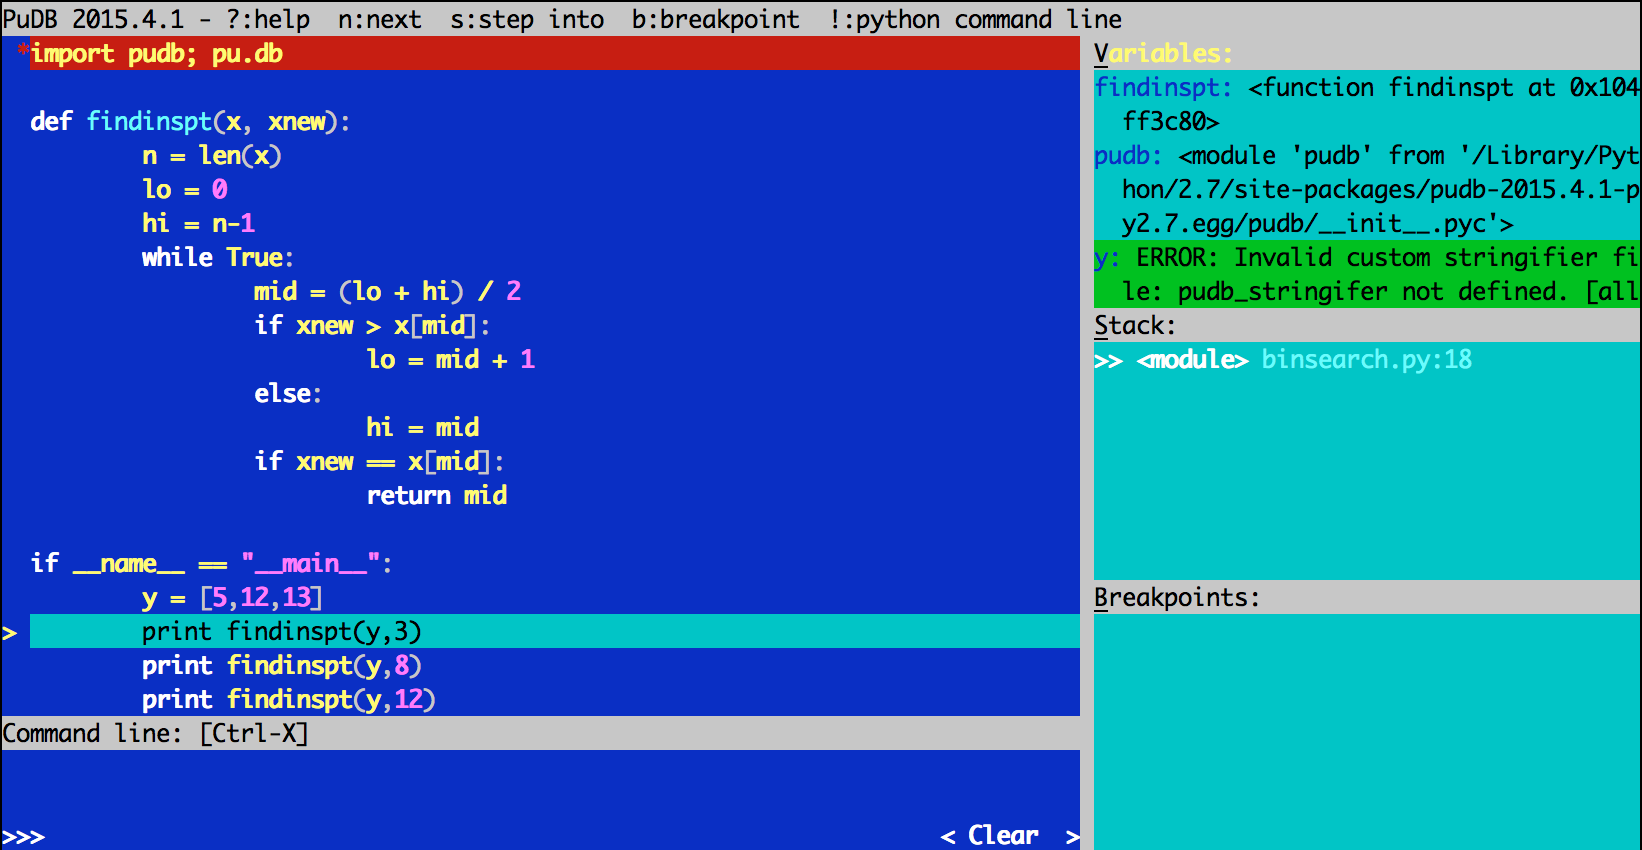 PuDB 2015.4.1 - ?:help  n:next  s:step into  b:breakpoint  !:python command line
*import pudb; pu.db
def findinspt(x, xnew):
n = len(x)
lo = 0
hi = n-1
while True:
mid = (lo + hi) / 2
if xnew > x[mid]:
lo = mid + 1
else:
hi = mid
if xnew == x[mid]:
return mid
if __name__ == "__main__":
y = [5,12,13]
> print findinspt(y,3)
print findinspt(y,8)
print findinspt(y,12)
Command line: [Ctrl-X]
>>>
< Clear >
Variables:
findinspt: <function findinspt at 0x104
ff3c80>
pudb: <module 'pudb' from '/Library/Pyt
hon/2.7/site-packages/pudb-2015.4.1-p
y2.7.egg/pudb/__init__.pyc'>
y: ERROR: Invalid custom stringifier fi
le: pudb_stringifer not defined. [all
Stack:
>> <module> binsearch.py:18
Breakpoints: